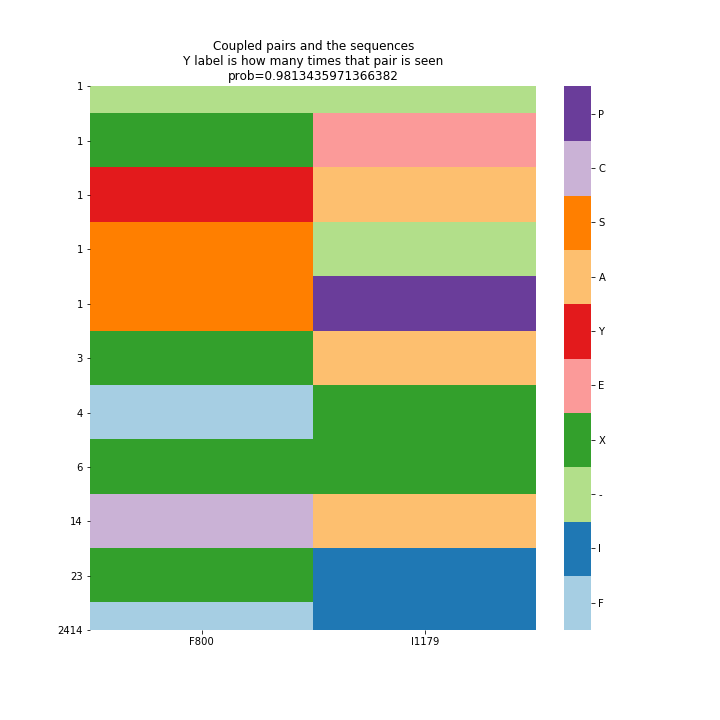 Coupled pairs and the sequences
Y label is how many times that pair is seen
prob=0.9813435971366382
1
1
1
1
1
3
4
6
14
23
2414
F800 I1179
P
C
S
A
Y
E
X
-
I
F